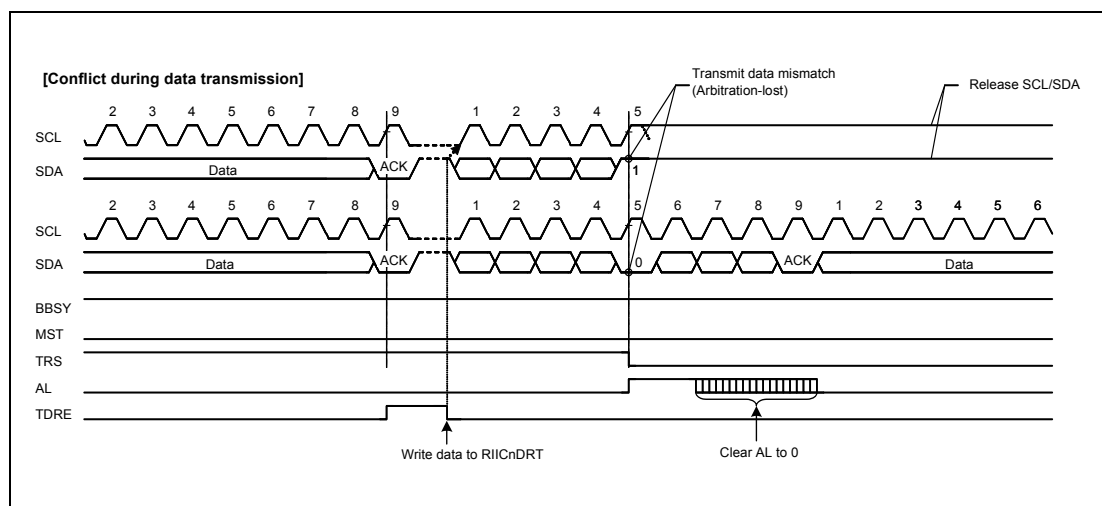 [Conflict during data transmission]
Transmit data mismatch
(Arbitration-lost)
Release SCL/SDA
2 3 4 5 6 7 8 9 1 2 3 4 5
SCL
SDA Data ACK 1
2 3 4 5 6 7 8 9 1 2 3 4 5 6 7 8 9 1 2 3 4 5 6
SCL
SDA Data ACK 0 ACK Data
BBSY
MST
TRS
AL
TDRE
Write data to RIICnDRT
Clear AL to 0